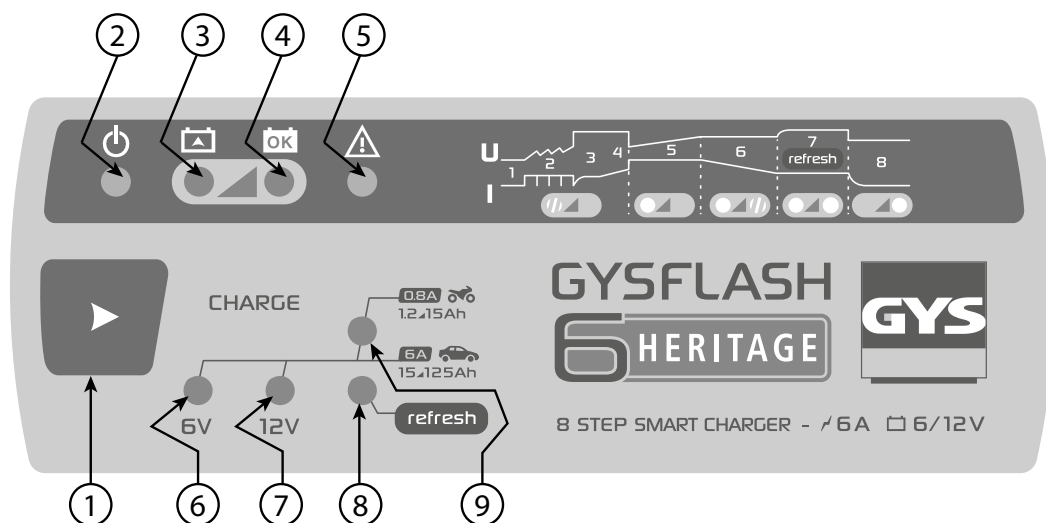 2 3 4 5
OK
U
I
1 2 3 4 5 6 7 8
refresh
CHARGE
0.8A
1.2 15Ah
6A
15 125Ah
6V 12V
refresh
GYSFLASH
6 HERITAGE
GYS
8 STEP SMART CHARGER - 6A 6/12V
1 6 7 8 9